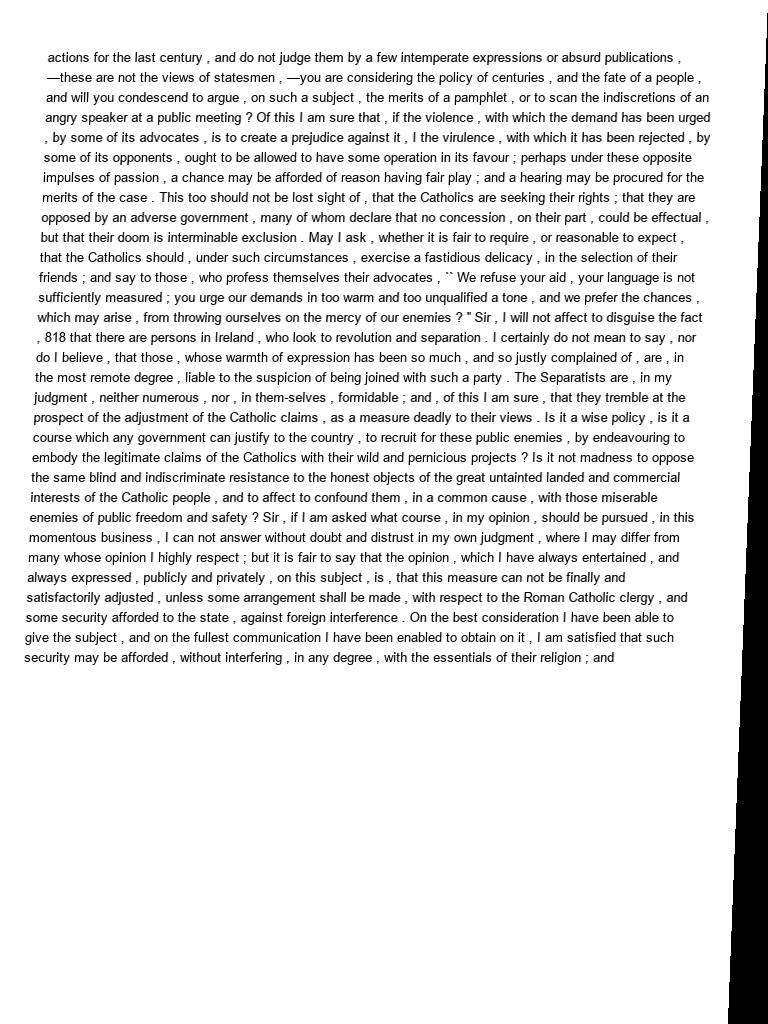 actions for the last century , and do not judge them by a few intemperate expressions or absurd publications ,
—these are not the views of statesmen , —you are considering the policy of centuries , and the fate of a people ,
and will you condescend to argue , on such a subject , the merits of a pamphlet , or to scan the indiscretions of an
angry speaker at a public meeting ? Of this I am sure that , if the violence , with which the demand has been urged
, by some of its advocates , is to create a prejudice against it , I the virulence , with which it has been rejected , by
some of its opponents , ought to be allowed to have some operation in its favour ; perhaps under these opposite
impulses of passion , a chance may be afforded of reason having fair play ; and a hearing may be procured for the
merits of the case . This too should not be lost sight of , that the Catholics are seeking their rights ; that they are
opposed by an adverse government , many of whom declare that no concession , on their part , could be effectual ,
but that their doom is interminable exclusion . May I ask , whether it is fair to require , or reasonable to expect ,
that the Catholics should , under such circumstances , exercise a fastidious delicacy , in the selection of their
friends ; and say to those , who profess themselves their advocates , `` We refuse your aid , your language is not
sufficiently measured ; you urge our demands in too warm and too unqualified a tone , and we prefer the chances ,
which may arise , from throwing ourselves on the mercy of our enemies ? " Sir , I will not affect to disguise the fact
, 818 that there are persons in Ireland , who look to revolution and separation . I certainly do not mean to say , nor
do I believe , that those , whose warmth of expression has been so much , and so justly complained of , are , in
the most remote degree , liable to the suspicion of being joined with such a party . The Separatists are , in my
judgment , neither numerous , nor , in them-selves , formidable ; and , of this I am sure , that they tremble at the
prospect of the adjustment of the Catholic claims , as a measure deadly to their views . Is it a wise policy , is it a
course which any government can justify to the country , to recruit for these public enemies , by endeavouring to
embody the legitimate claims of the Catholics with their wild and pernicious projects ? Is it not madness to oppose
the same blind and indiscriminate resistance to the honest objects of the great untainted landed and commercial
interests of the Catholic people , and to affect to confound them , in a common cause , with those miserable
enemies of public freedom and safety ? Sir , if I am asked what course , in my opinion , should be pursued , in this
momentous business , I can not answer without doubt and distrust in my own judgment , where I may differ from
many whose opinion I highly respect ; but it is fair to say that the opinion , which I have always entertained , and
always expressed , publicly and privately , on this subject , is , that this measure can not be finally and
satisfactorily adjusted , unless some arrangement shall be made , with respect to the Roman Catholic clergy , and
some security afforded to the state , against foreign interference . On the best consideration I have been able to
give the subject , and on the fullest communication I have been enabled to obtain on it , I am satisfied that such
security may be afforded , without interfering , in any degree , with the essentials of their religion ; and